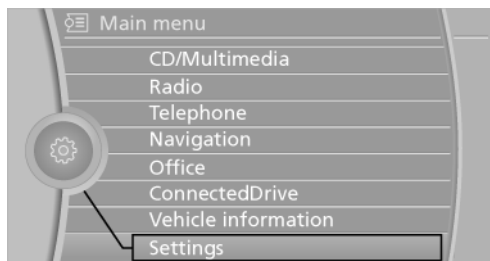 Main menu
CD/Multimedia
Radio
Telephone
Navigation
Office
ConnectedDrive
Vehicle information
Settings